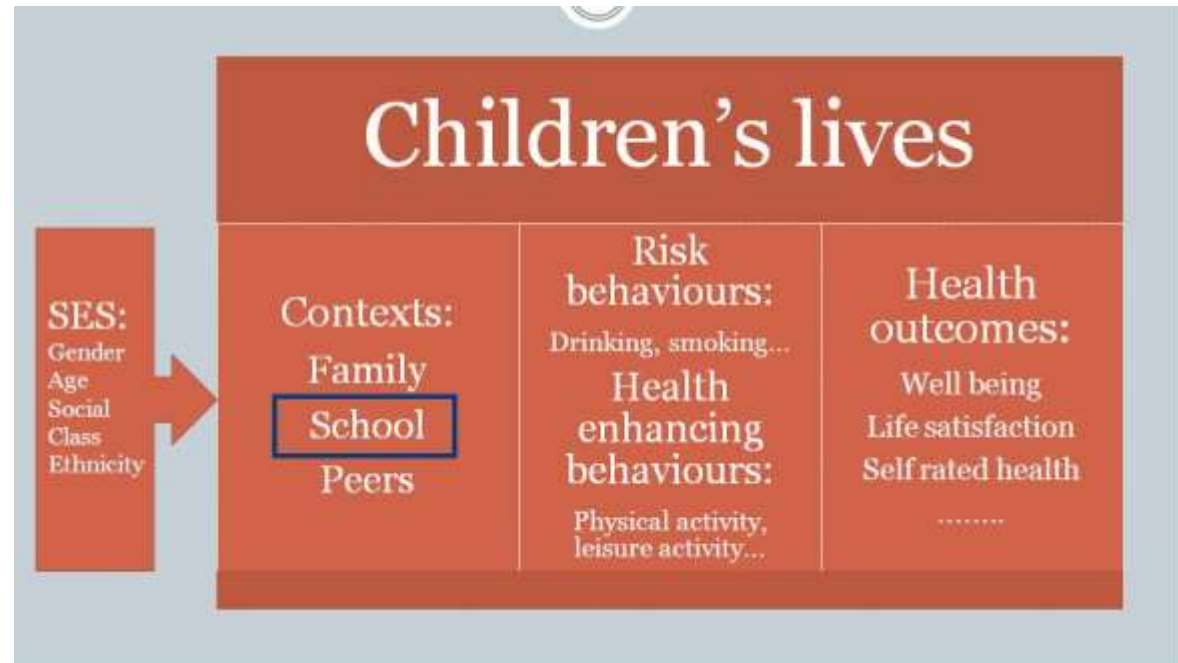 Children's lives
SES:
Gender
Age
Social
Class
Ethnicity
Contexts:
Family
School
Peers
Risk
behaviours:
Drinking, smoking...
Health
enhancing
behaviours:
Physical activity,
leisure activity...
Health
outcomes:
Well being
Life satisfaction
Self rated health
........